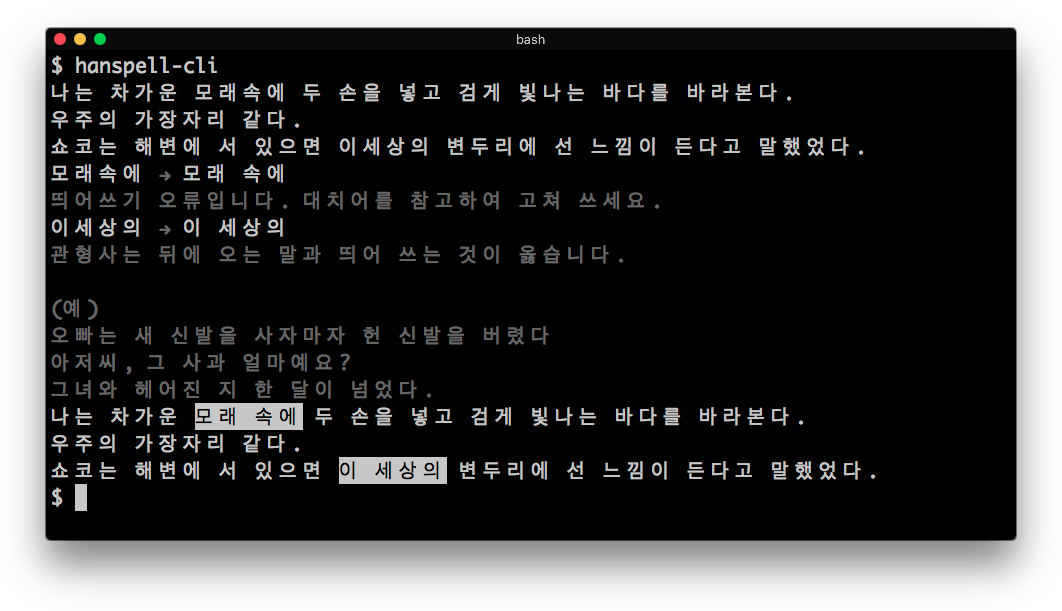 bash
$ hanspell-cli
나는 차가운 모래속에 두 손을 넣고 검게 빛나는 바다를 바라본다.
우주의 가장자리 같다.
쇼코는 해변에 서 있으면 이세상의 변두리에 선 느낌이 든다고 말했었다.
모래속에 → 모래 속에
띄어쓰기 오류입니다. 대치어를 참고하여 고쳐 쓰세요.
이세상의 → 이 세상의
관형사는 뒤에 오는 말과 띄어 쓰는 것이 옳습니다.
(예)
오빠는 새 신발을 사자마자 헌 신발을 버렸다
아저씨, 그 사과 얼마예요?
그녀와 헤어진 지 한 달이 넘었다.
나는 차가운 모래 속에 두 손을 넣고 검게 빛나는 바다를 바라본다.
우주의 가장자리 같다.
쇼코는 해변에 서 있으면 이 세상의 변두리에 선 느낌이 든다고 말했었다.
$